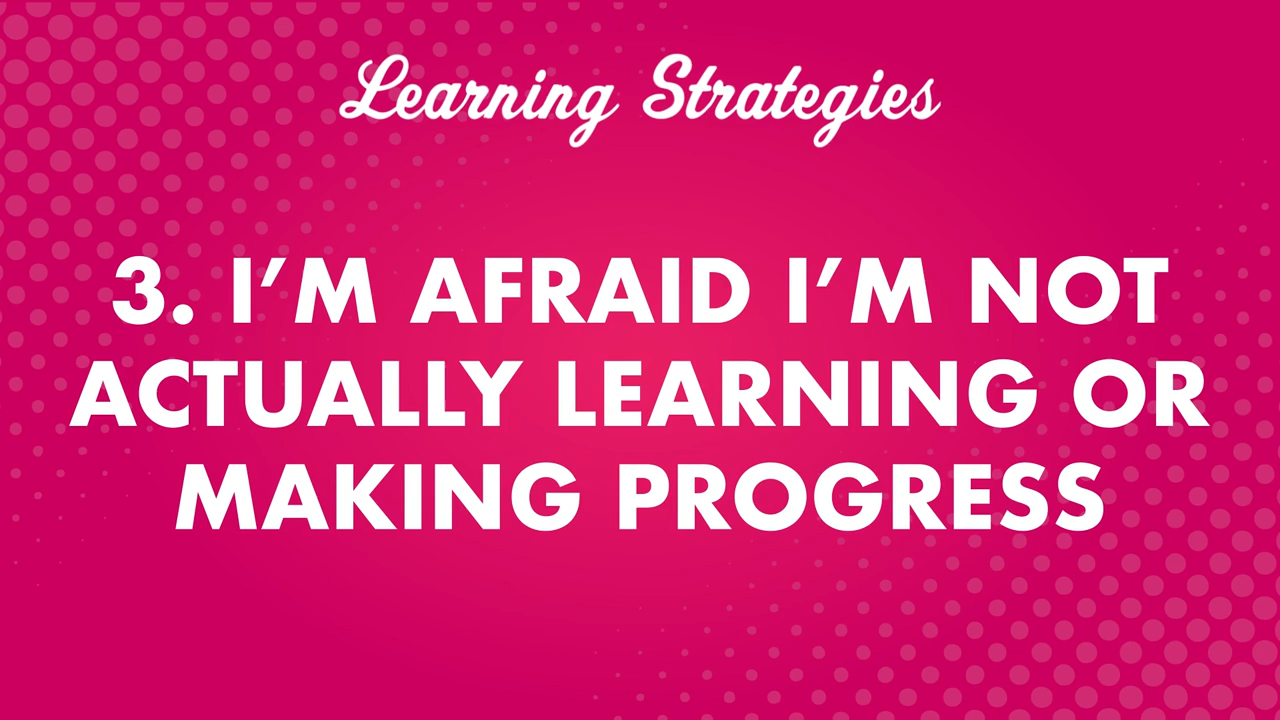 Learning Strategies
3. I’M AFRAID I’M NOT
ACTUALLY LEARNING OR
MAKING PROGRESS